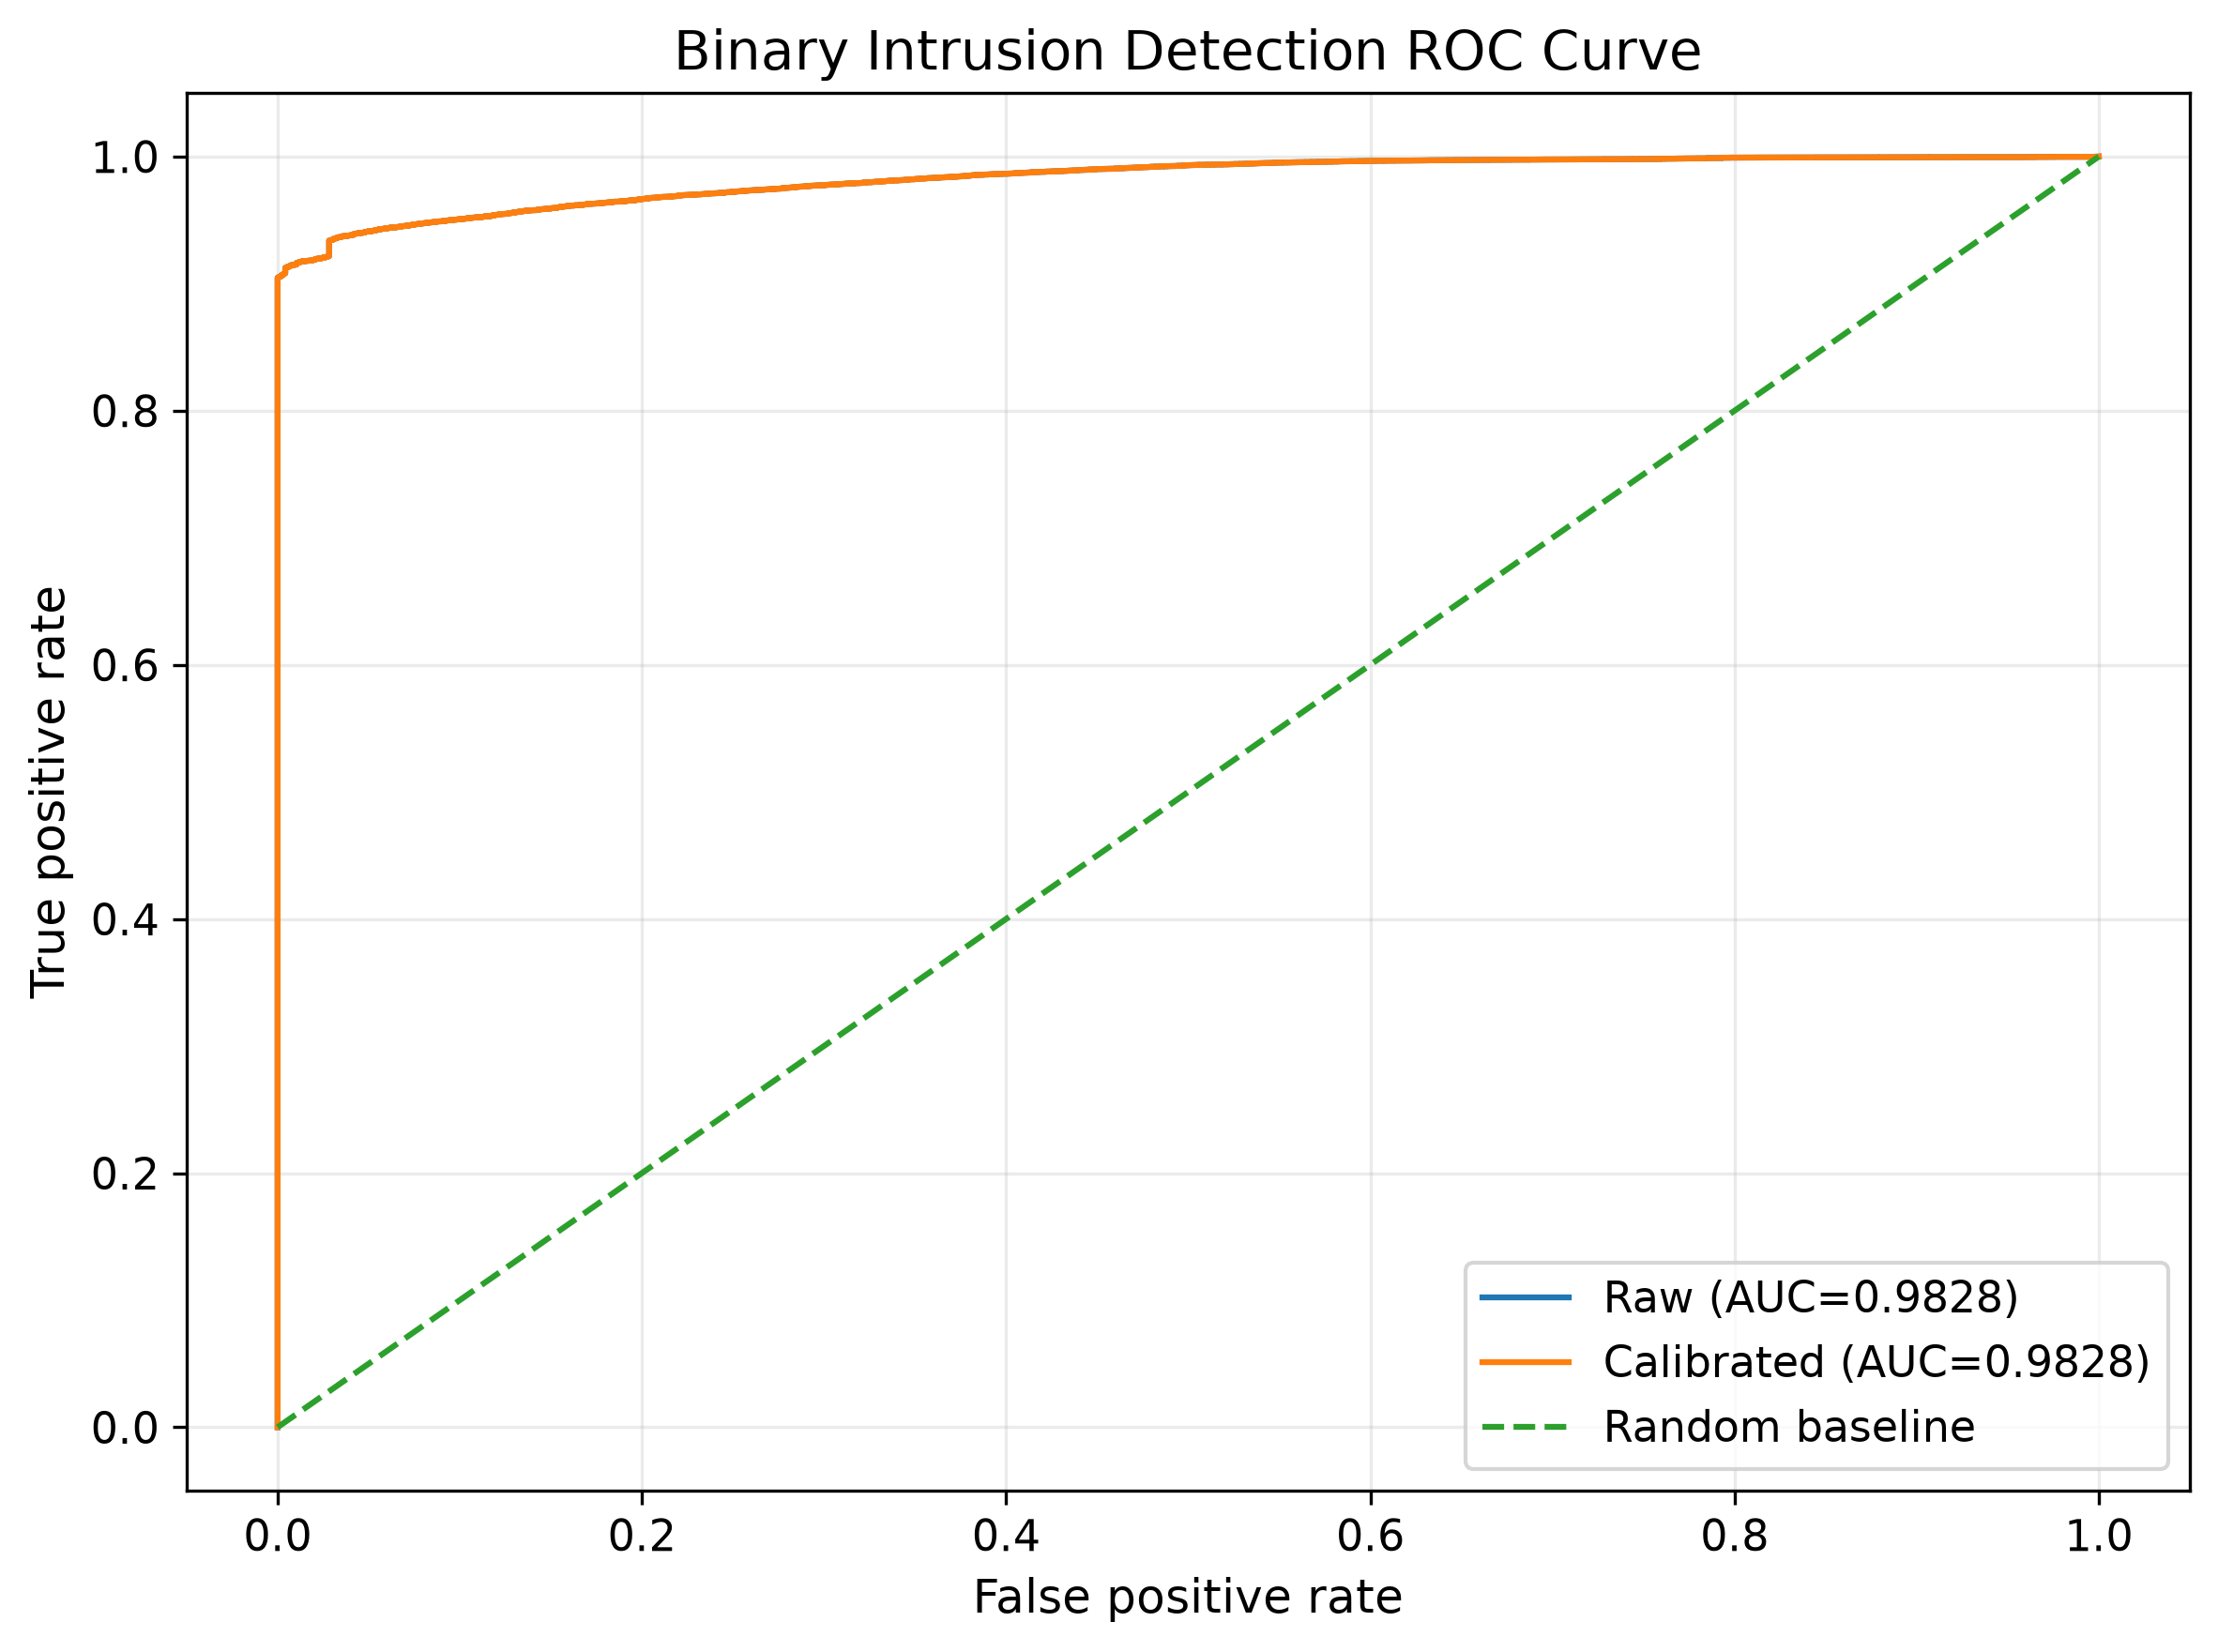 Binary Intrusion Detection ROC Curve
1.0
0.8
0.6
0.4
0.2
0.0
True positive rate
0.0 0.2 0.4 0.6 0.8 1.0
False positive rate
Raw (AUC=0.9828)
Calibrated (AUC=0.9828)
Random baseline